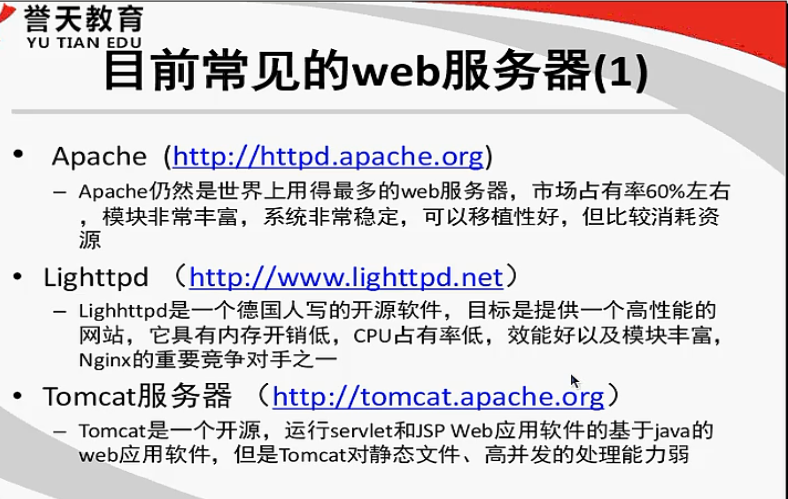 誉天教育
YU TIAN EDU
目前常见的web服务器(1)
• Apache (http://httpd.apache.org)
– Apache仍然是世界上用得最多的web服务器，市场占有率60%左右
，模块非常丰富，系统非常稳定，可以移植性好，但比较消耗资
源
• Lighttpd （http://www.lighttpd.net）
– Lighhttpd是一个德国人写的开源软件，目标是提供一个高性能的
网站，它具有内存开销低，CPU占有率低，效能好以及模块丰富，
Nginx的重要竞争对手之一
• Tomcat服务器 （http://tomcat.apache.org）
– Tomcat是一个开源，运行servlet和JSP Web应用软件的基于java的
web应用软件，但是Tomcat对静态文件、高并发的处理能力弱